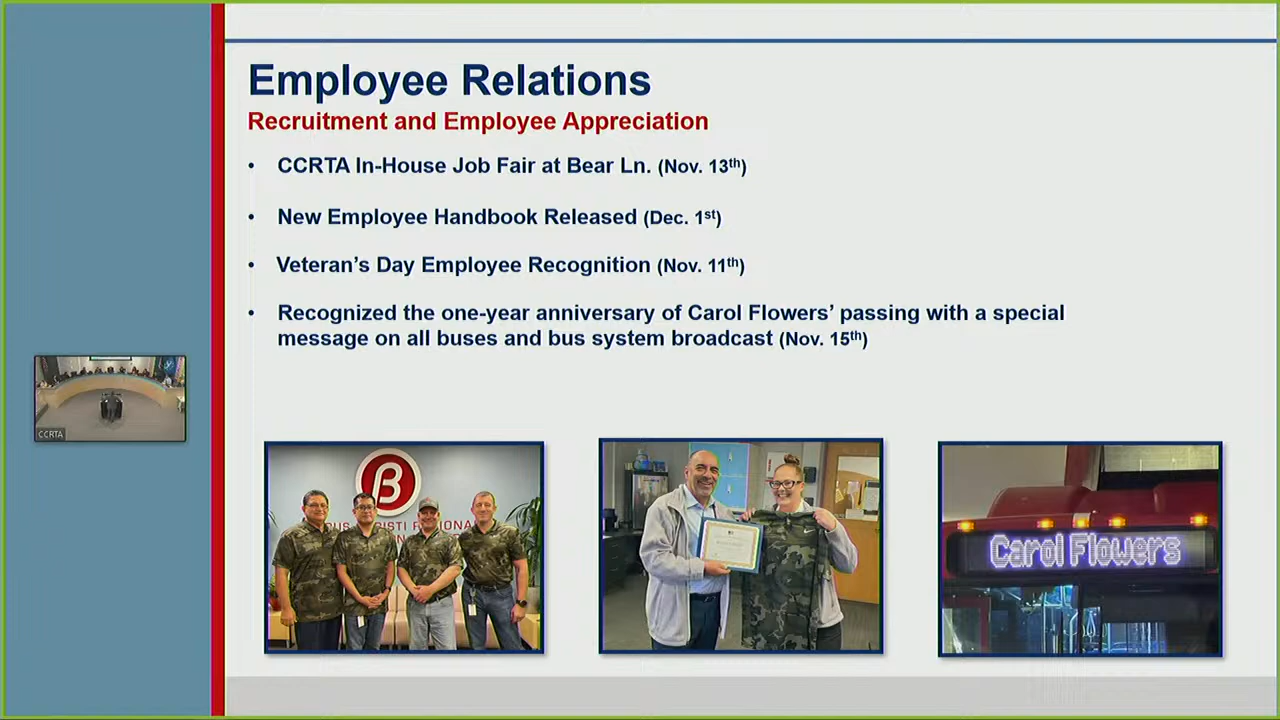 Employee Relations
Recruitment and Employee Appreciation
• CCRTA In-House Job Fair at Bear Ln. (Nov. 13th)
• New Employee Handbook Released (Dec. 1st)
• Veteran's Day Employee Recognition (Nov. 11th)
• Recognized the one-year anniversary of Carol Flowers' passing with a special
message on all buses and bus system broadcast (Nov. 15th)
CCRTA
Carol Flowers